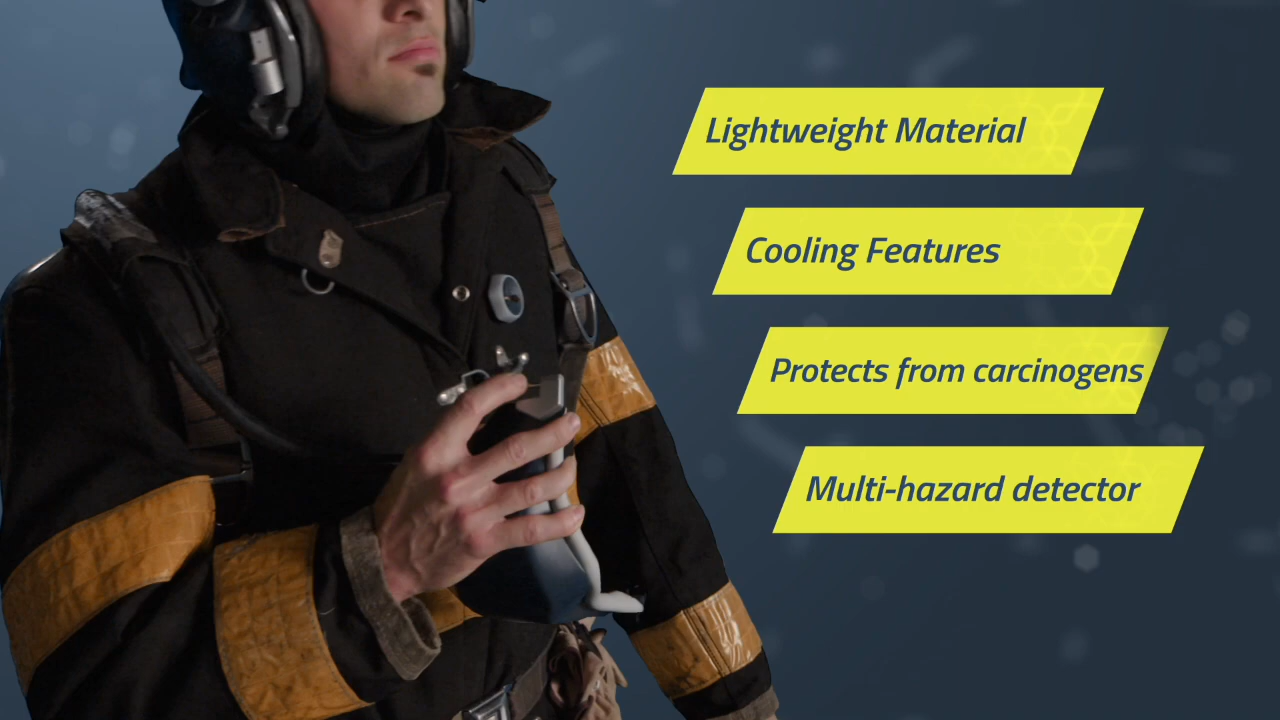 Lightweight Material
Cooling Features
Protects from carcinogens
Multi-hazard detector